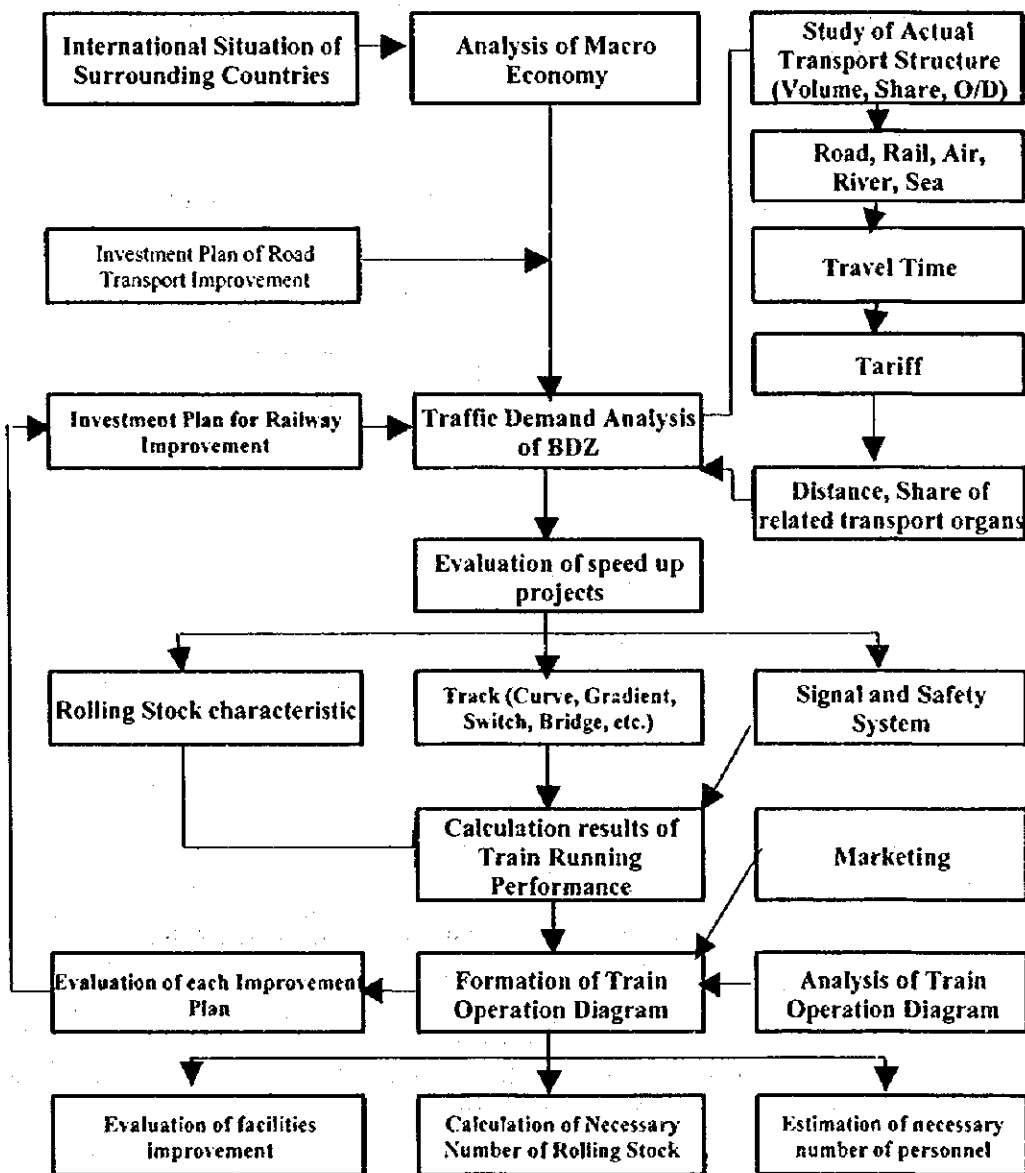 International Situation of
Surrounding Countries
Analysis of Macro
Economy
Study of Actual
Transport Structure
(Volume, Share, O/D)
Road, Rail, Air,
River, Sea
Investment Plan of Road
Transport Improvement
Travel Time
Tariff
Investment Plan for Railway
Improvement
Traffic Demand Analysis
of BDZ
Distance, Share of
related transport organs
Evaluation of speed up
projects
Rolling Stock characteristic
Track (Curve, Gradient,
Switch, Bridge, etc.)
Signal and Safety
System
Calculation results of
Train Running
Performance
Marketing
Evaluation of each Improvement
Plan
Formation of Train
Operation Diagram
Analysis of Train
Operation Diagram
Evaluation of facilities
improvement
Calculation of Necessary
Number of Rolling Stock
Estimation of necessary
number of personnel